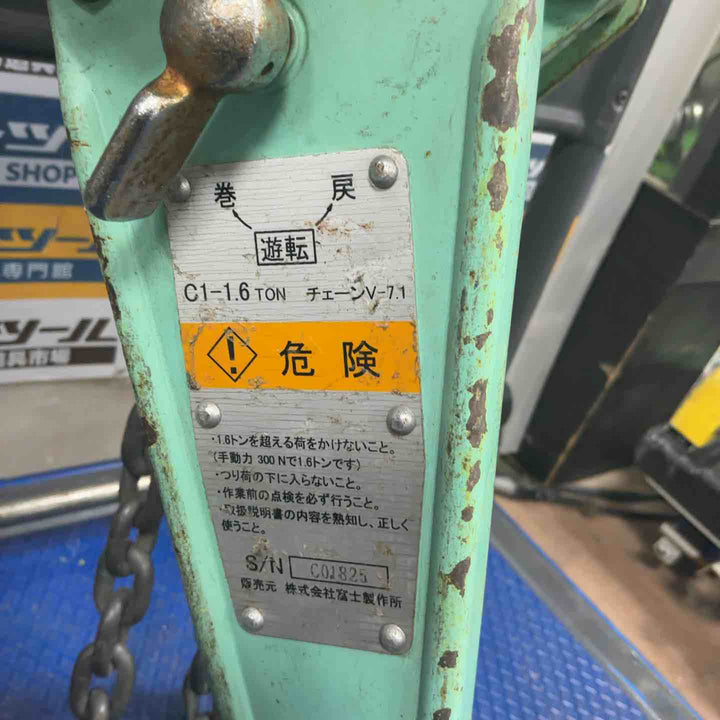 SHOP
ツール
専門館
ツール
具市場
巻 戻
遊転
C1-1.6 TON チェーンV-7.1
危険
・1.6トンを超える荷をかけないこと。
(手動力 300 Nで1.6トンです)
・つり荷の下に入らないこと。
・作業前の点検を必ず行うこと。
・取扱説明書の内容を熟知し、正しく
使うこと。
S/N C01825
販売元 株式会社冨士製作所